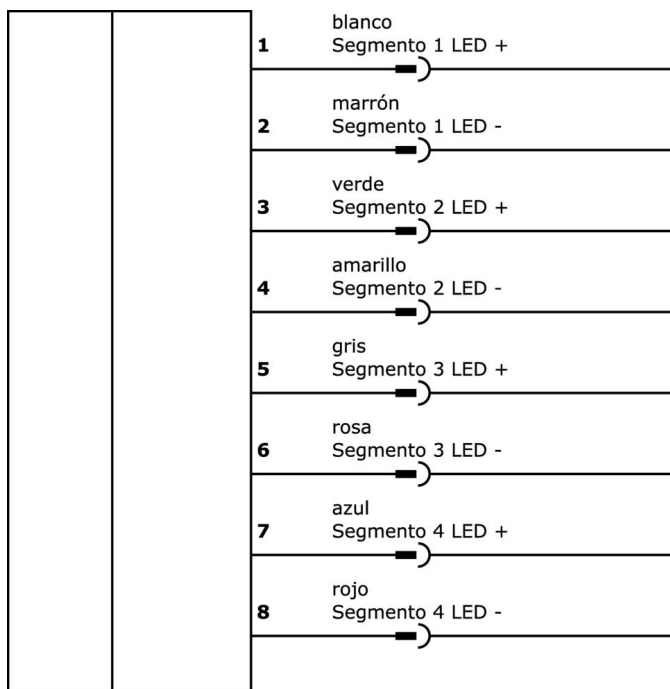 blanco
1 Segmento 1 LED +
marrón
2 Segmento 1 LED -
verde
3 Segmento 2 LED +
amarillo
4 Segmento 2 LED -
gris
5 Segmento 3 LED +
rosa
6 Segmento 3 LED -
azul
7 Segmento 4 LED +
rojo
8 Segmento 4 LED -